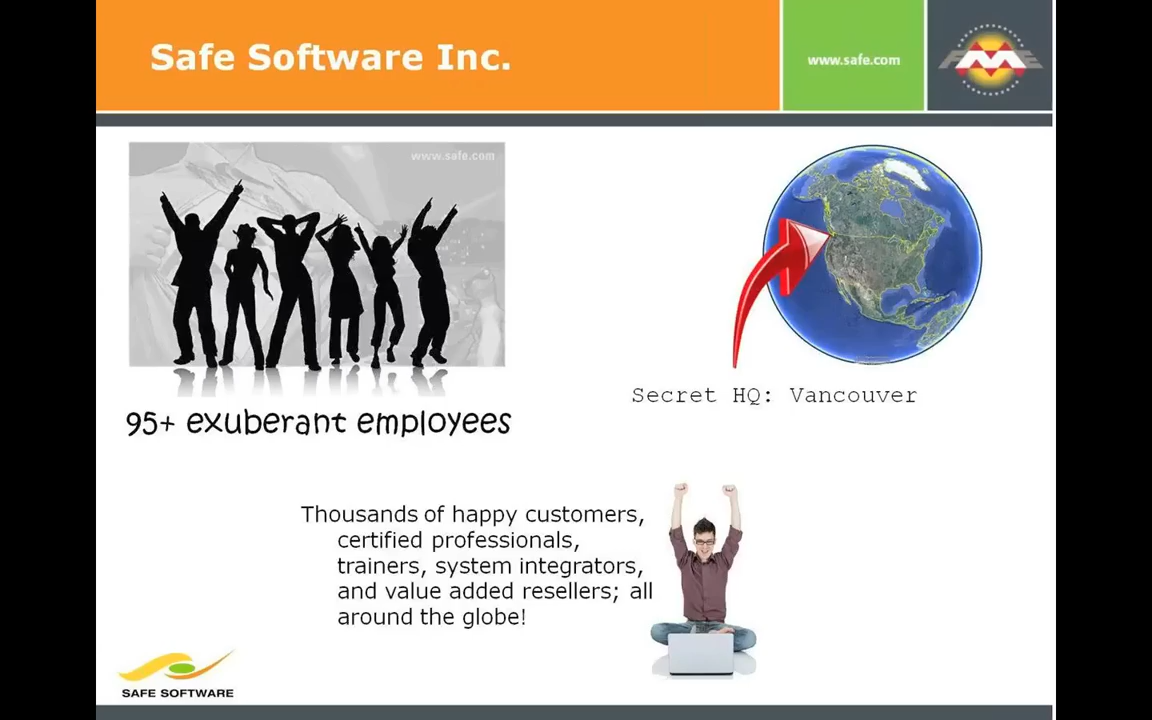 Safe Software Inc.
www.safe.com
FME
www.safe.com
95+ exuberant employees
Secret HQ: Vancouver
Thousands of happy customers,
certified professionals,
trainers, system integrators,
and value added resellers; all
around the globe!
SAFE SOFTWARE